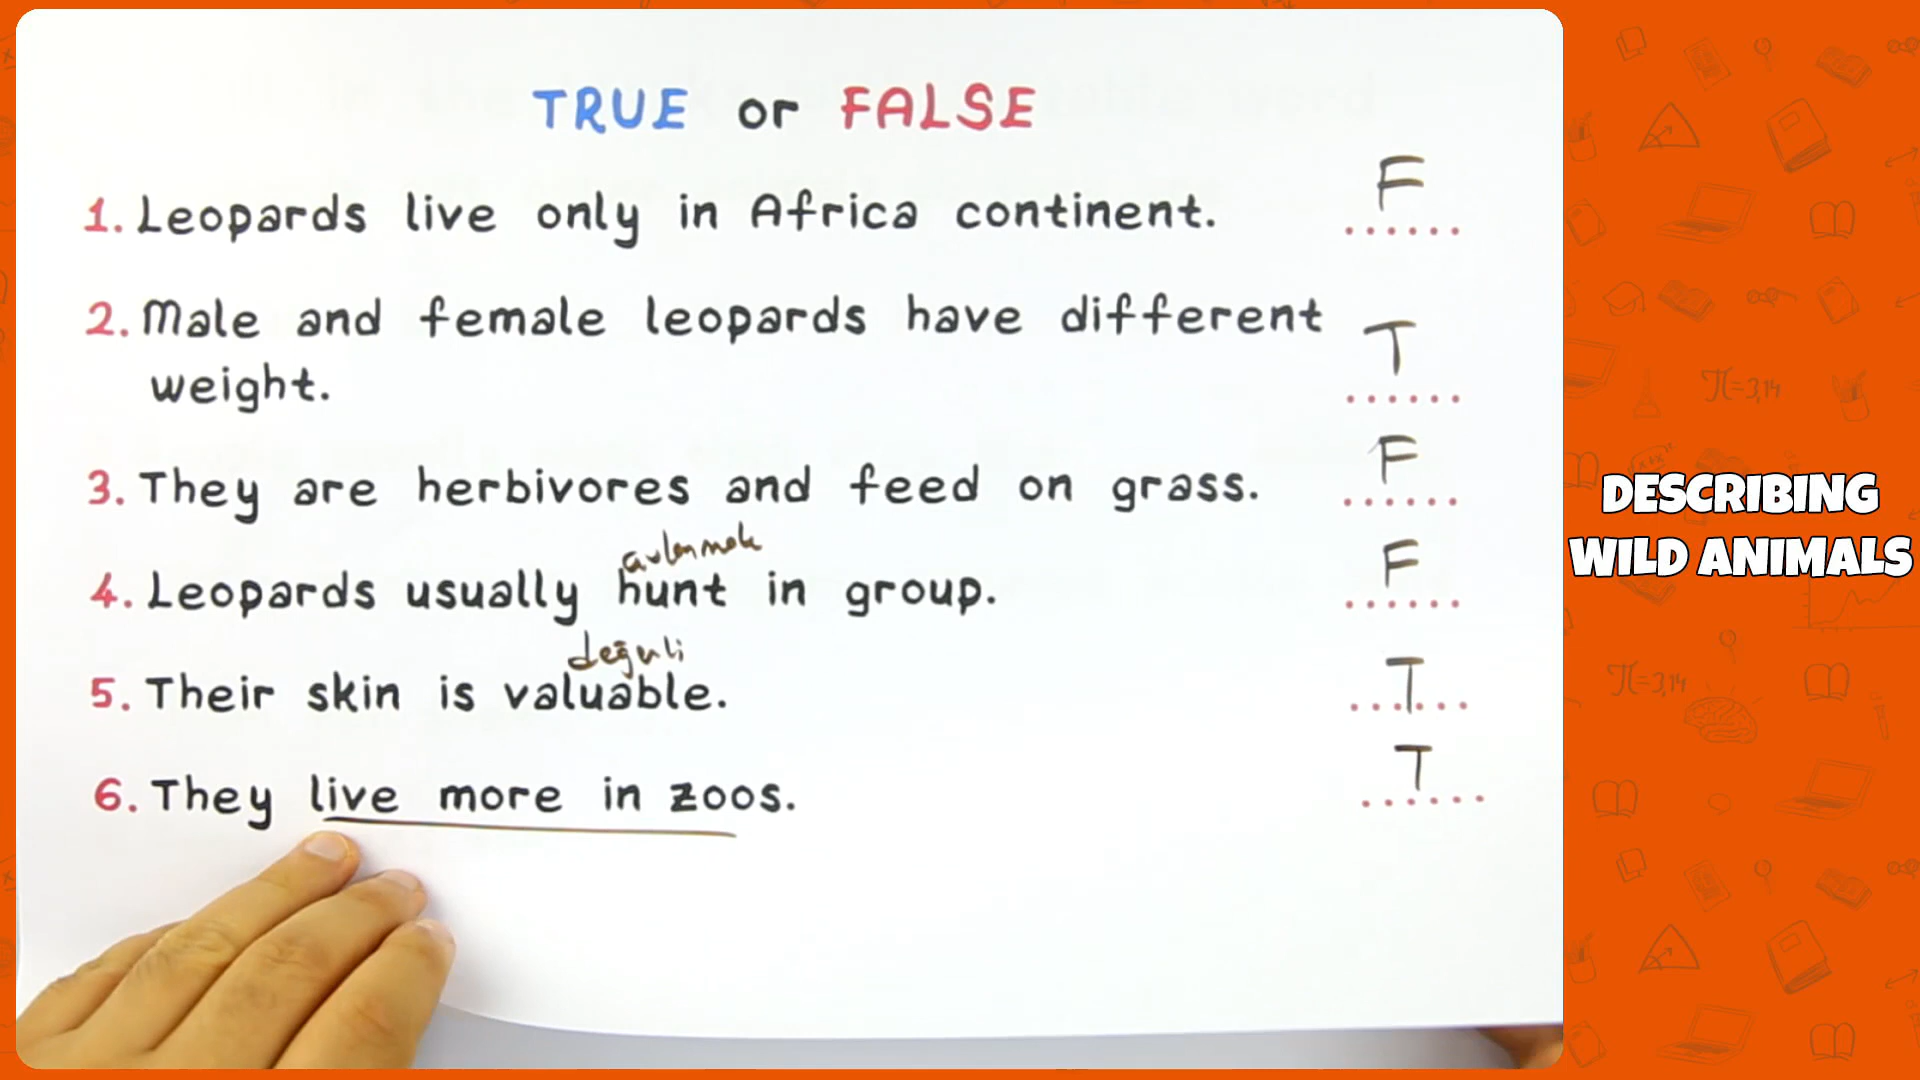 TRUE or FALSE
1. Leopards live only in Africa continent. F
2. Male and female leopards have different
weight. T
3. They are herbivores and feed on grass. F
avlanmak
4. Leopards usually hunt in group. F
değerli
5. Their skin is valuable. T
6. They live more in zoos. T
DESCRIBING
WILD ANIMALS
π=3,14
π=3,14